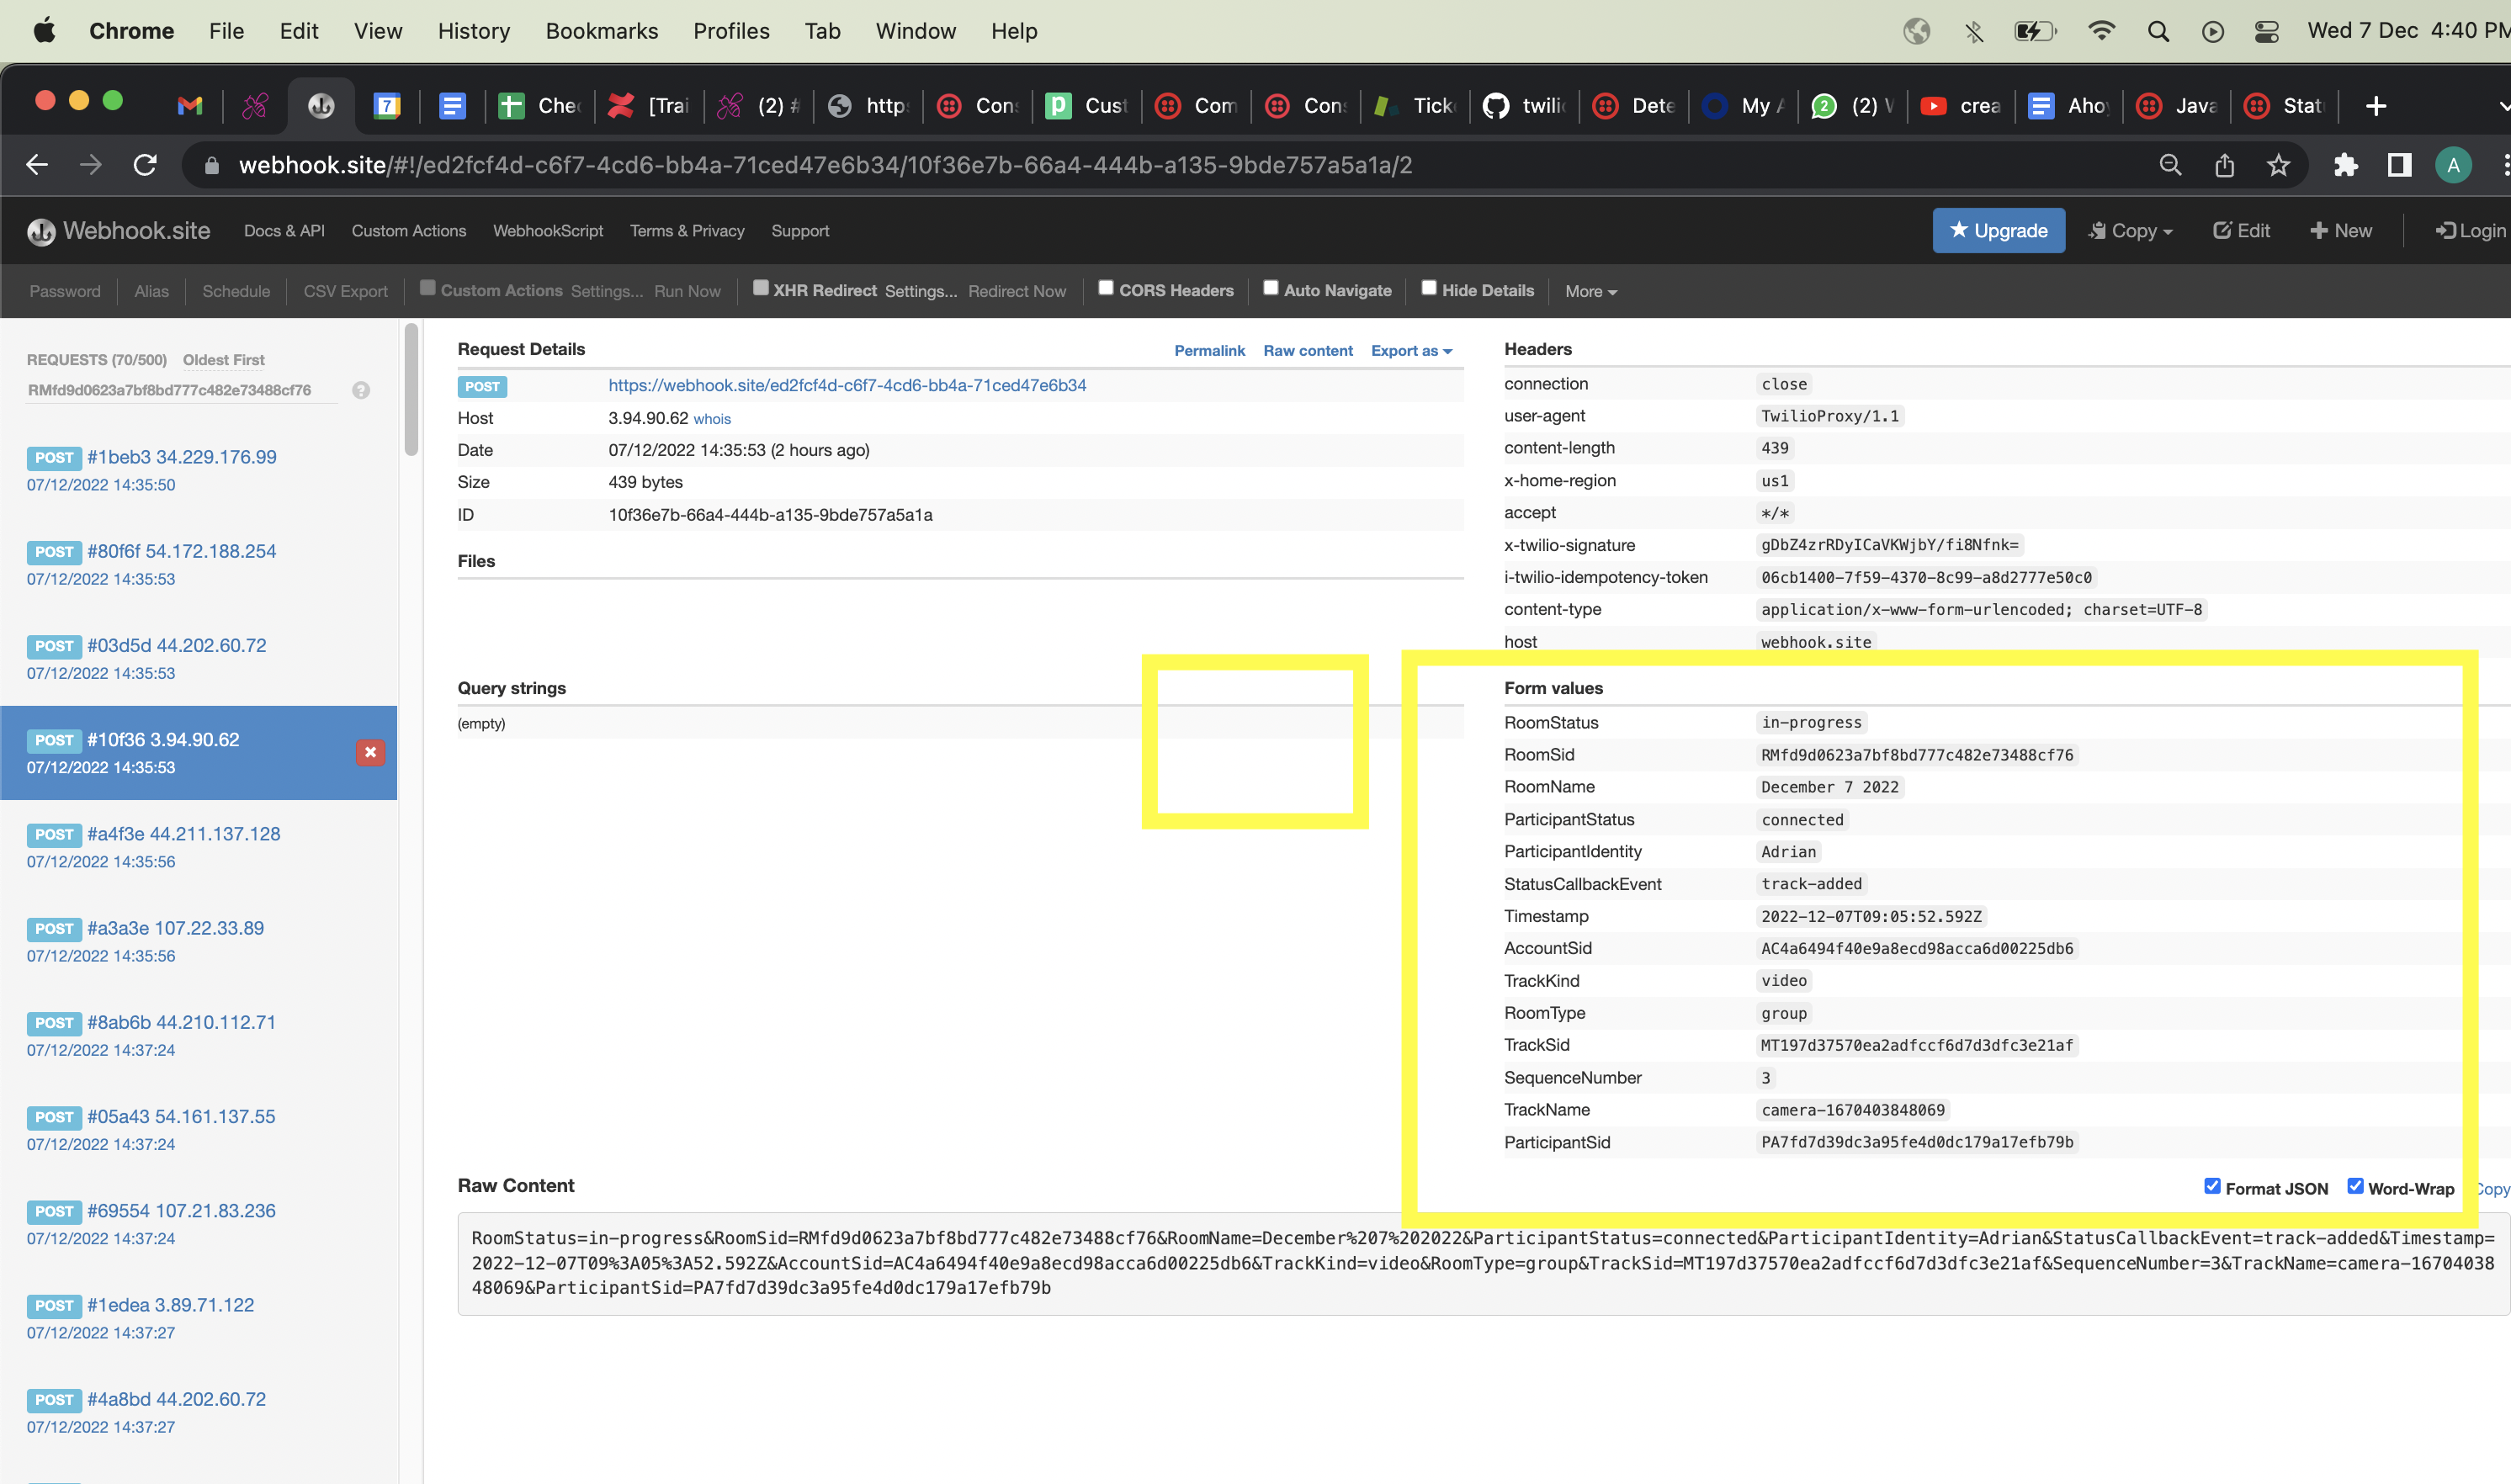 Chrome File Edit View History Bookmarks Profiles Tab Window Help Wed 7 Dec 4:40 PM
7 Chec [Trai (2) # http Cons Cust Com Cons Ticke twilio Dete My A 2 (2) V crea Aho Java Stat
webhook.site/#!/ed2fcf4d-c6f7-4cd6-bb4a-71ced47e6b34/10f36e7b-66a4-444b-a135-9bde757a5a1a/2 A
Webhook.site Docs & API Custom Actions WebhookScript Terms & Privacy Support Upgrade Copy Edit New Login
Password Alias Schedule CSV Export Custom Actions Settings... Run Now XHR Redirect Settings... Redirect Now CORS Headers Auto Navigate Hide Details More
REQUESTS (70/500) Oldest First
RMfd9d0623a7bf8bd777c482e73488cf76 ?
POST #1beb3 34.229.176.99
07/12/2022 14:35:50
POST #80f6f 54.172.188.254
07/12/2022 14:35:53
POST #03d5d 44.202.60.72
07/12/2022 14:35:53
POST #10f36 3.94.90.62
07/12/2022 14:35:53
POST #a4f3e 44.211.137.128
07/12/2022 14:35:56
POST #a3a3e 107.22.33.89
07/12/2022 14:35:56
POST #8ab6b 44.210.112.71
07/12/2022 14:37:24
POST #05a43 54.161.137.55
07/12/2022 14:37:24
POST #69554 107.21.83.236
07/12/2022 14:37:24
POST #1edea 3.89.71.122
07/12/2022 14:37:27
POST #4a8bd 44.202.60.72
07/12/2022 14:37:27
Request Details Permalink Raw content Export as
POST https://webhook.site/ed2fcf4d-c6f7-4cd6-bb4a-71ced47e6b34
Host 3.94.90.62 whois
Date 07/12/2022 14:35:53 (2 hours ago)
Size 439 bytes
ID 10f36e7b-66a4-444b-a135-9bde757a5a1a
Files
Query strings
(empty)
Headers
connection close
user-agent TwilioProxy/1.1
content-length 439
x-home-region us1
accept */*
x-twilio-signature gDbZ4zrRDyICaVKWjbY/fi8Nfnk=
i-twilio-idempotency-token 06cb1400-7f59-4370-8c99-a8d2777e50c0
content-type application/x-www-form-urlencoded; charset=UTF-8
host webhook.site
Form values
RoomStatus in-progress
RoomSid RMfd9d0623a7bf8bd777c482e73488cf76
RoomName December 7 2022
ParticipantStatus connected
ParticipantIdentity Adrian
StatusCallbackEvent track-added
Timestamp 2022-12-07T09:05:52.592Z
AccountSid AC4a6494f40e9a8ecd98acca6d00225db6
TrackKind video
RoomType group
TrackSid MT197d37570ea2adfccf6d7d3dfc3e21af
SequenceNumber 3
TrackName camera-1670403848069
ParticipantSid PA7fd7d39dc3a95fe4d0dc179a17efb79b
Raw Content Format JSON Word-Wrap Copy
RoomStatus=in-progress&RoomSid=RMfd9d0623a7bf8bd777c482e73488cf76&RoomName=December%207%202022&ParticipantStatus=connected&ParticipantIdentity=Adrian&StatusCallbackEvent=track-added&Timestamp=
2022-12-07T09%3A05%3A52.592Z&AccountSid=AC4a6494f40e9a8ecd98acca6d00225db6&TrackKind=video&RoomType=group&TrackSid=MT197d37570ea2adfccf6d7d3dfc3e21af&SequenceNumber=3&TrackName=camera-16704038
48069&ParticipantSid=PA7fd7d39dc3a95fe4d0dc179a17efb79b